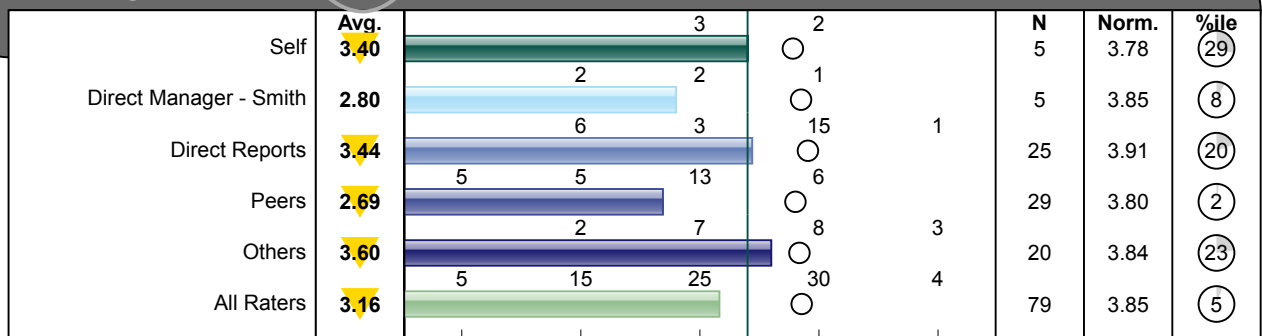 Avg. 3 2 N Norm. %ile
Self 3.40 5 3.78 29
2 2 1
Direct Manager - Smith 2.80 5 3.85 8
6 3 15 1
Direct Reports 3.44 25 3.91 20
5 5 13 6
Peers 2.69 29 3.80 2
2 7 8 3
Others 3.60 20 3.84 23
5 15 25 30 4
All Raters 3.16 79 3.85 5